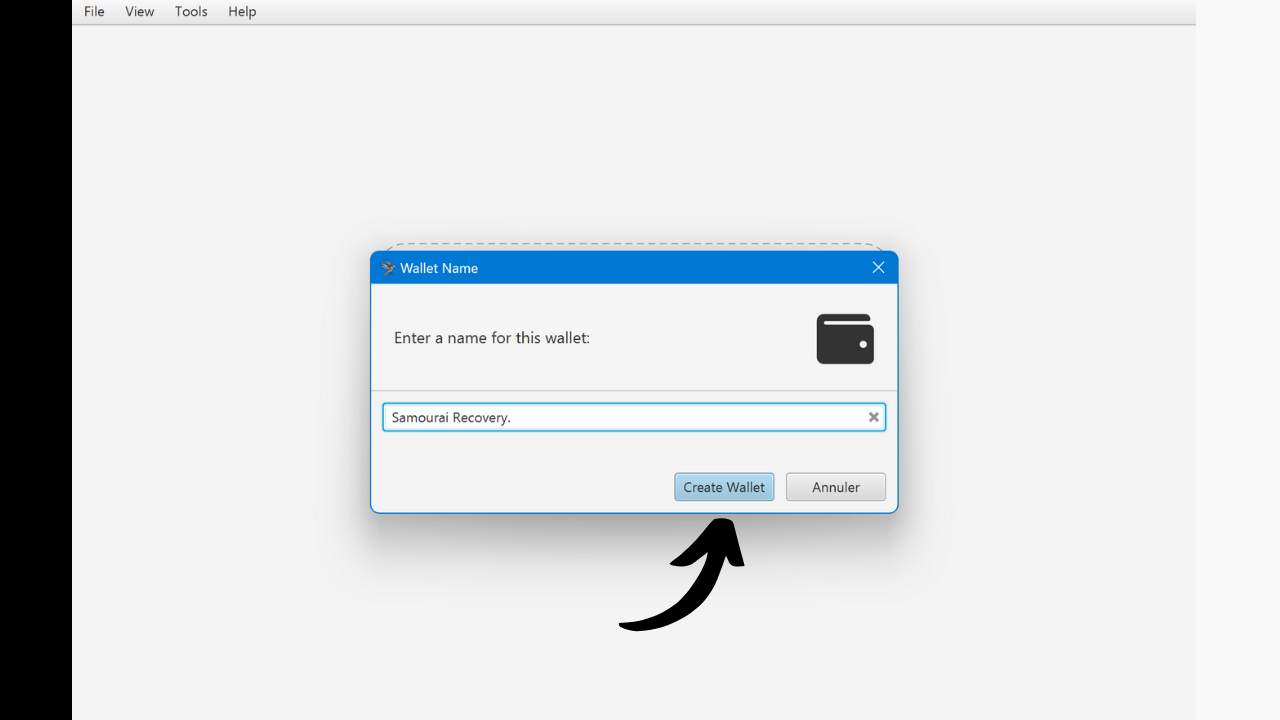 File View Tools Help
Wallet Name
Enter a name for this wallet:
Samourai Recovery.
Create Wallet Annuler